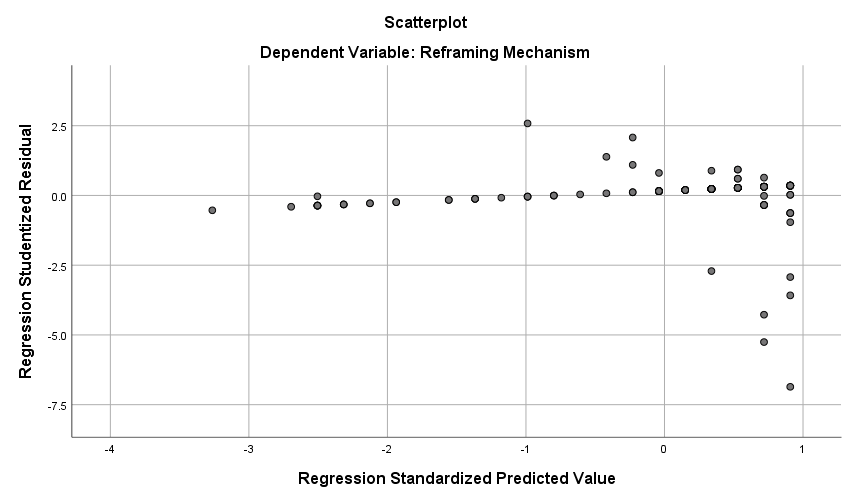 Scatterplot
Dependent Variable: Reframing Mechanism
Regression Studentized Residual
2.5
0.0
-2.5
-5.0
-7.5
-4 -3 -2 -1 0 1
Regression Standardized Predicted Value